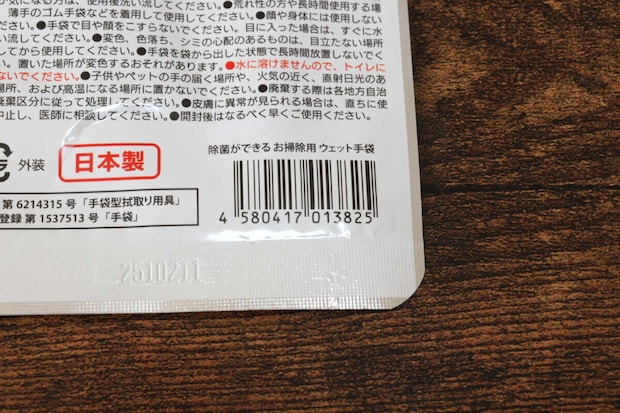 が気になる方は、使用後洗い流してください。●荒れ性の方や長時間使用する場
、薄手のゴム手袋などを着用して使用してください。●顔や身体には使用しない
ださい。●手袋で目や顔をこすらないでください。目に入った場合は、すぐに水
い流してください。●変色、色落ち、シミの心配のあるものは、目立たない場所
してから使用してください。●手袋を袋から出した状態で長時間放置しないでく
い。置いた場所が変色するおそれがあります。●水に溶けませんので、トイレに
ないでください。●子供やペットの手の届く場所や、火気の近く、直射日光のあ
場所、および高温になる場所に置かないでください。●廃棄する際は各地方自治
廃棄区分に従って処理してください。●皮膚に異常が見られる場合は、直ちに使
中止し、医師に相談してください。●開封後はなるべく早くご使用ください。
外装
日本製
除菌ができる お掃除用 ウェット手袋
第 6214315 号「手袋型拭取り用具」
登録 第 1537513 号「手袋」
4 580417 013825
2510211